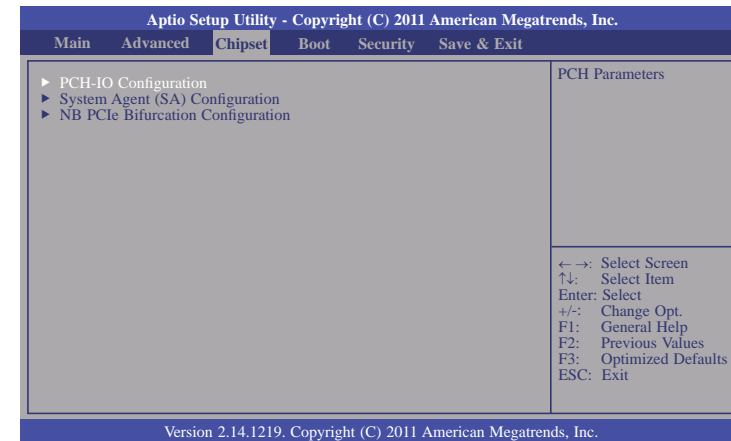 Aptio Setup Utility - Copyright (C) 2011 American Megatrends, Inc.
Main Advanced Chipset Boot Security Save & Exit
► PCH-IO Configuration
► System Agent (SA) Configuration
► NB PCIe Bifurcation Configuration
PCH Parameters
←→: Select Screen
↑↓: Select Item
Enter: Select
+/-: Change Opt.
F1: General Help
F2: Previous Values
F3: Optimized Defaults
ESC: Exit
Version 2.14.1219. Copyright (C) 2011 American Megatrends, Inc.